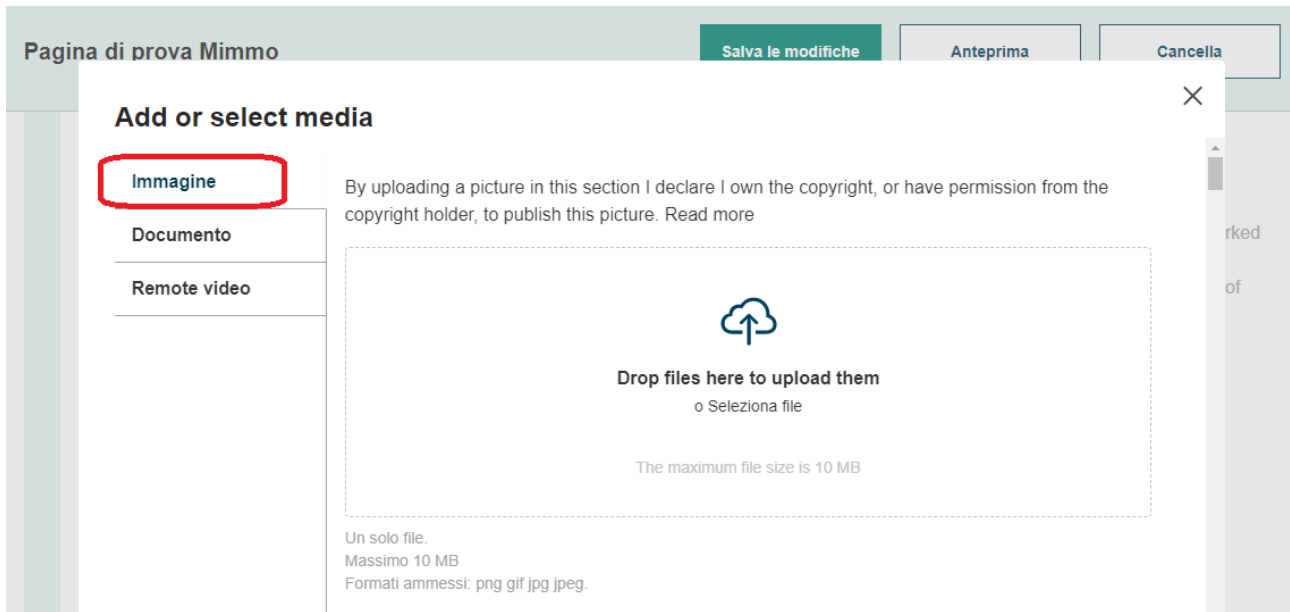 Pagina di prova Mimmo
Salva le modifiche
Anteprima
Cancella
Add or select media
Immagine
Documento
Remote video
By uploading a picture in this section I declare I own the copyright, or have permission from the
copyright holder, to publish this picture. Read more
Drop files here to upload them
o Seleziona file
The maximum file size is 10 MB
Un solo file.
Massimo 10 MB
Formati ammessi: png gif jpg jpeg.
rked
of